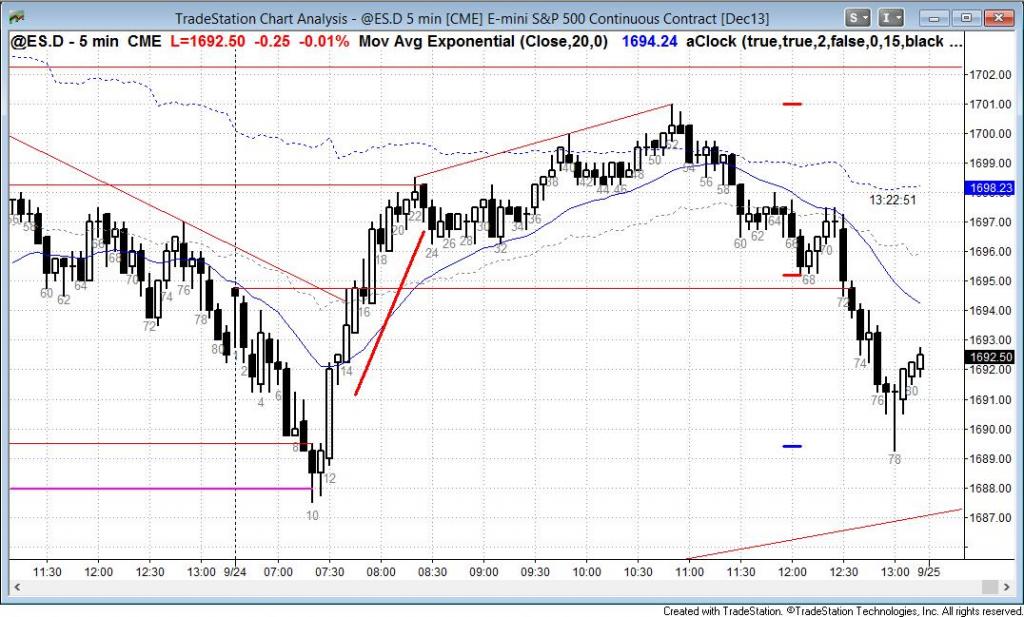 TradeStation Chart Analysis - @ES.D 5 min [CME] E-mini S&P 500 Continuous Contract [Dec13]
S I
@ES.D - 5 min CME L=1692.50 -0.25 -0.01% Mov Avg Exponential (Close,20,0) 1694.24 aClock (true,true,2,false,0,15,black ...
1702.00
1701.00
1700.00
1699.00
1698.23
13:22:51
1697.00
1696.00
1695.00
1694.00
1693.00
1692.50
1692.00
1691.00
1690.00
1689.00
1688.00
1687.00
60 62 64 66 68 70 72 74 76 78 80
2 4 6 8 10 12 14 16 18 20 22 24 26 28 30 32 34 36 38 40 42 44 46 48 50 52 54 56 58 60 62 64 66 68 70 72 74 76 78 80
11:30 12:00 12:30 13:00 9/24 07:00 07:30 08:00 08:30 09:00 09:30 10:00 10:30 11:00 11:30 12:00 12:30 13:00 9/25
Created with TradeStation. ©TradeStation Technologies, Inc. All rights reserved.